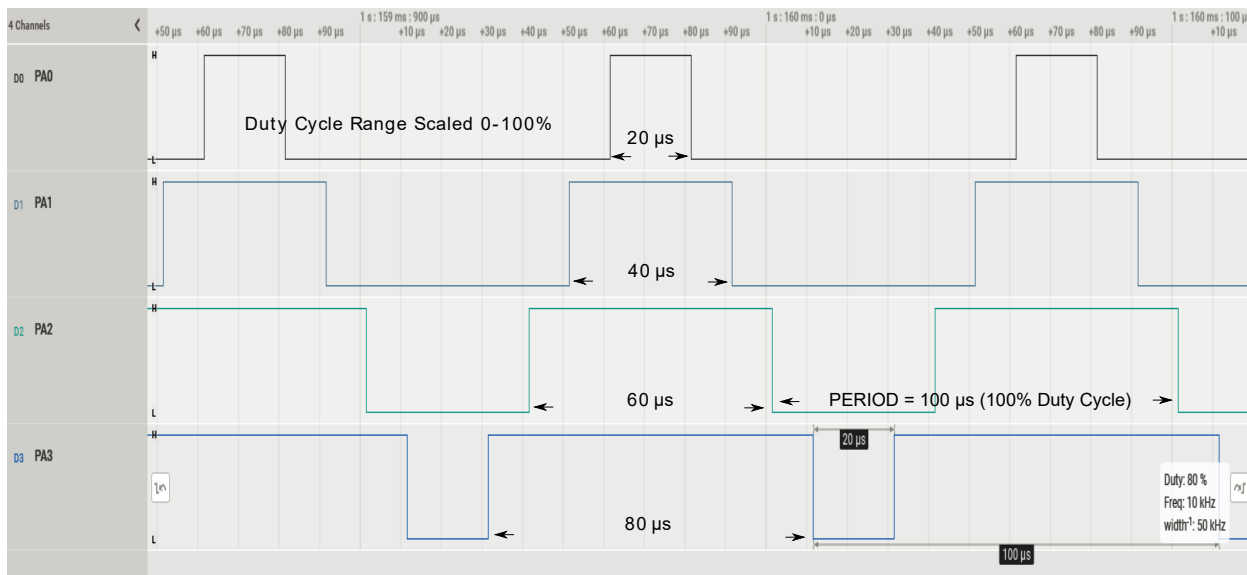 4 Channels
1 s : 159 ms : 900 µs
1 s : 160 ms : 0 µs
1 s : 160 ms : 100 µ
+50 µs +60 µs +70 µs +80 µs +90 µs +10 µs +20 µs +30 µs +40 µs +50 µs +60 µs +70 µs +80 µs +90 µs +10 µs +20 µs +30 µs +40 µs +50 µs +60 µs +70 µs +80 µs +90 µs +10 µs
D0 PA0
H
L
Duty Cycle Range Scaled 0-100%
20 µs
D1 PA1
H
L
40 µs
D2 PA2
H
L
60 µs
PERIOD = 100 µs (100% Duty Cycle)
D3 PA3
H
L
20 µs
80 µs
Duty: 80 %
Freq: 10 kHz
width⁻¹: 50 kHz
100 µs